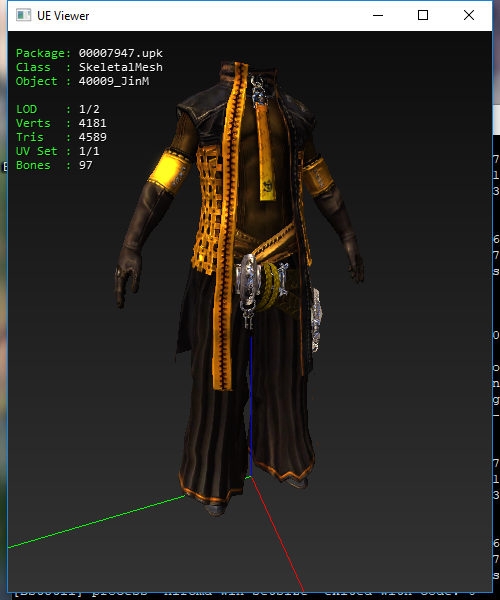 UE Viewer
Package: 00007947.upk
Class : SkeletalMesh
Object : 40009_JinM
LOD : 1/2
Verts : 4181
Tris : 4589
UV Set : 1/1
Bones : 97